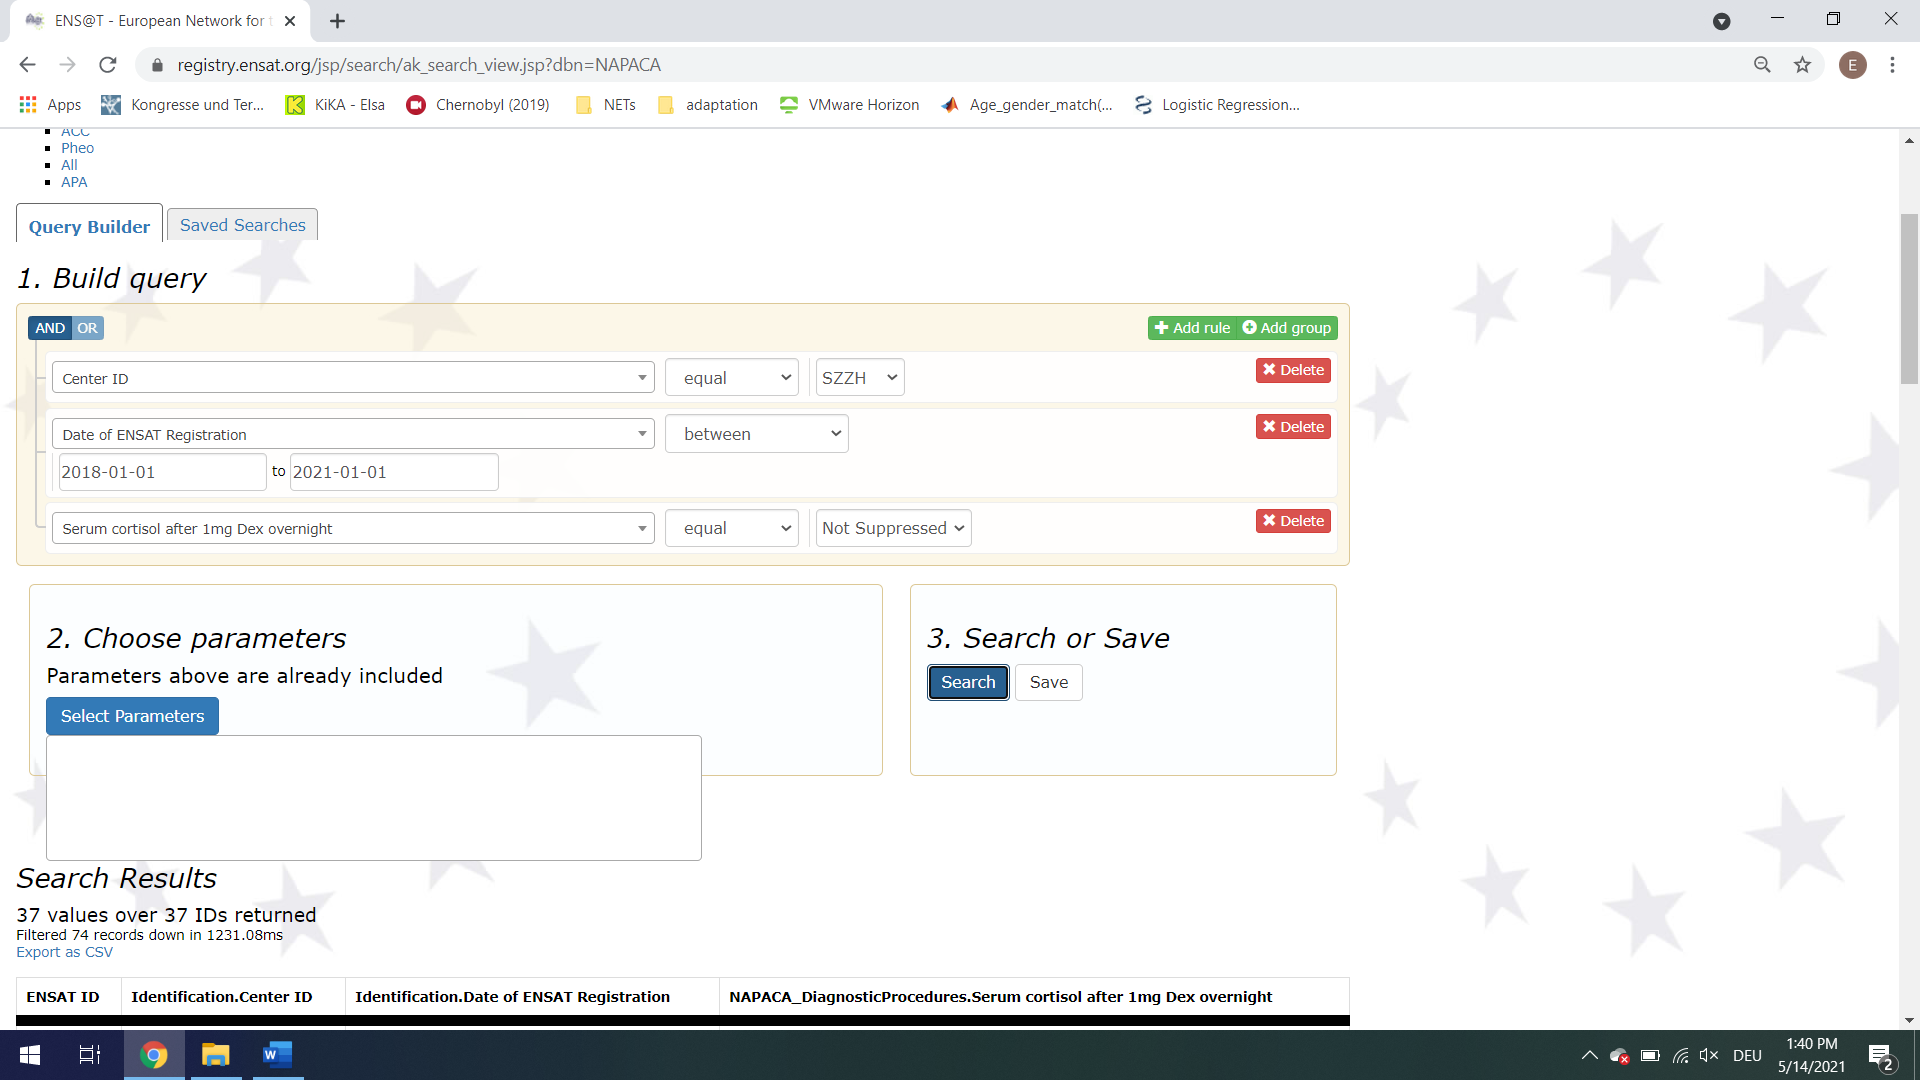 ENS@T - European Network for t
registry.ensat.org/jsp/search/ak_search_view.jsp?dbn=NAPACA
E
Apps Kongresse und Ter... KiKA - Elsa Chernobyl (2019) NETs adaptation VMware Horizon Age_gender_match(... Logistic Regression...
ACC
Pheo
All
APA
Query Builder Saved Searches
1. Build query
AND OR Add rule Add group
Center ID equal SZZH Delete
Date of ENSAT Registration between Delete
2018-01-01 to 2021-01-01
Serum cortisol after 1mg Dex overnight equal Not Suppressed Delete
2. Choose parameters
Parameters above are already included
Select Parameters
3. Search or Save
Search Save
Search Results
37 values over 37 IDs returned
Filtered 74 records down in 1231.08ms
Export as CSV
ENSAT ID Identification.Center ID Identification.Date of ENSAT Registration NAPACA_DiagnosticProcedures.Serum cortisol after 1mg Dex overnight
DEU
1:40 PM
5/14/2021
2